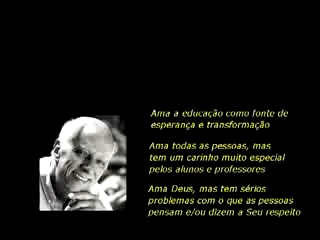 Ama a educação como fonte de
esperança e transformação
Ama todas as pessoas, mas
tem um carinho muito especial
pelos alunos e professores
Ama Deus, mas tem sérios
problemas com o que as pessoas
pensam e/ou dizem a Seu respeito